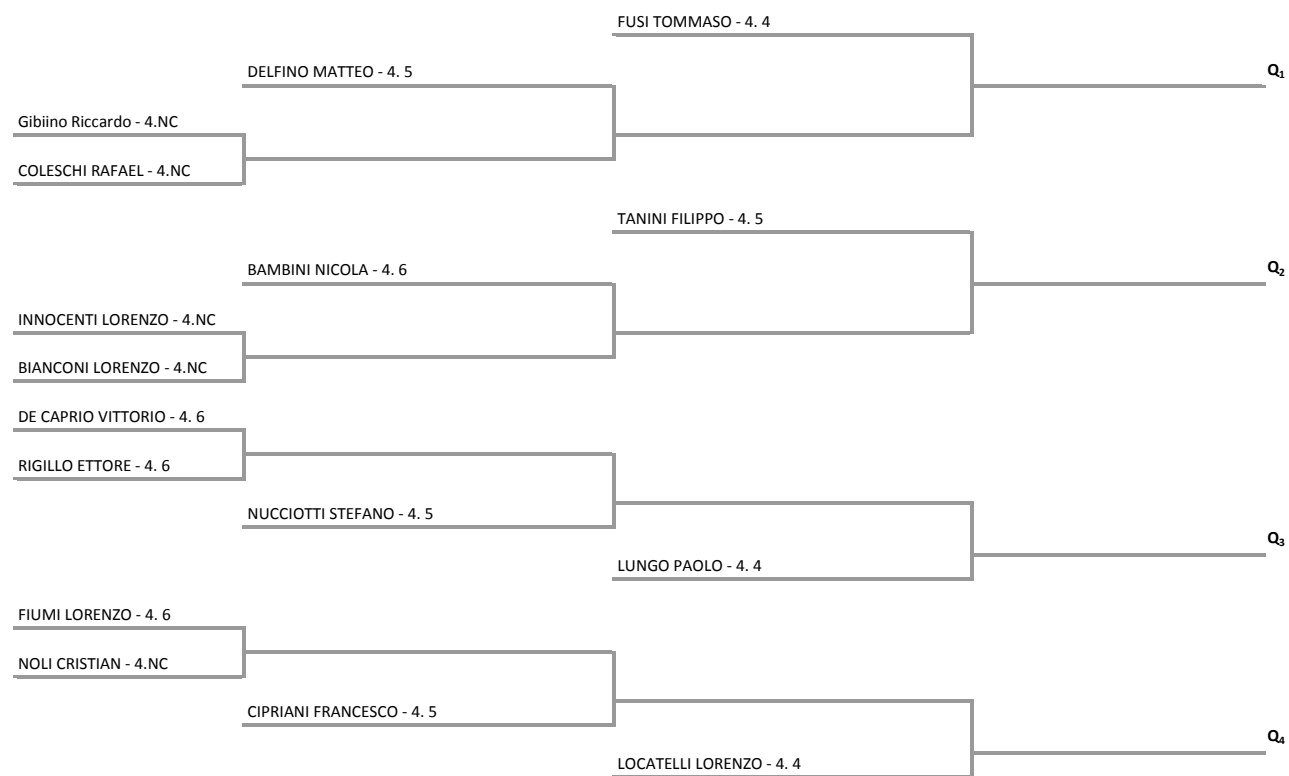 FUSI TOMMASO - 4. 4
DELFINO MATTEO - 4. 5
Q₁
Gibiino Riccardo - 4.NC
COLESCHI RAFAEL - 4.NC
TANINI FILIPPO - 4. 5
BAMBINI NICOLA - 4. 6
Q₂
INNOCENTI LORENZO - 4.NC
BIANCONI LORENZO - 4.NC
DE CAPRIO VITTORIO - 4. 6
RIGILLO ETTORE - 4. 6
NUCCIOTTI STEFANO - 4. 5
Q₃
LUNGO PAOLO - 4. 4
FIUMI LORENZO - 4. 6
NOLI CRISTIAN - 4.NC
CIPRIANI FRANCESCO - 4. 5
Q₄
LOCATELLI LORENZO - 4. 4